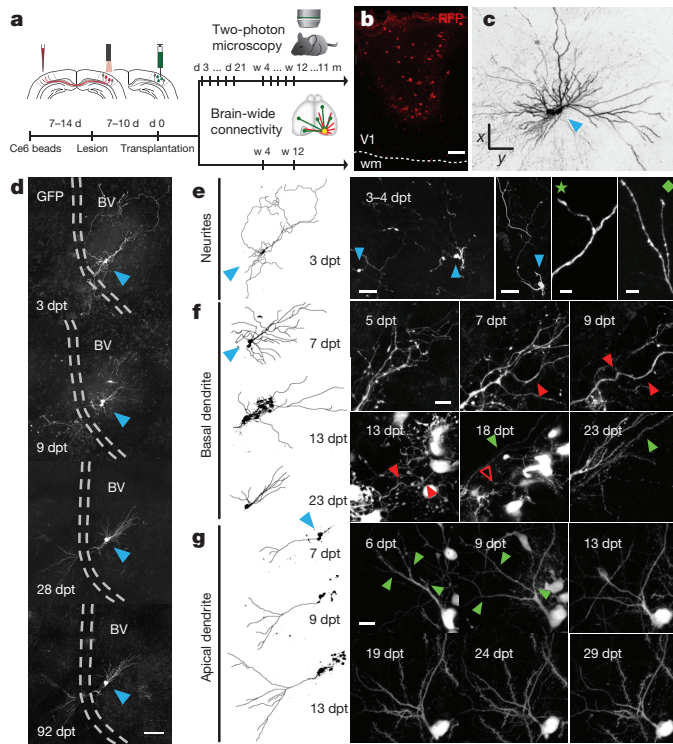 a
Two-photon
microscopy
d 3 ... d 21 w 4 ... w 12 ...11 m
7–14 d 7–10 d d 0
Ce6 beads Lesion Transplantation
Brain-wide
connectivity
w 4 w 12
b
RFP
V1
wm
c
x
y
d
GFP
BV
3 dpt
BV
9 dpt
BV
28 dpt
BV
92 dpt
e
Neurites
3 dpt
3–4 dpt
f
Basal dendrite
7 dpt
13 dpt
23 dpt
5 dpt
7 dpt
9 dpt
13 dpt
18 dpt
23 dpt
g
Apical dendrite
7 dpt
9 dpt
13 dpt
6 dpt
9 dpt
13 dpt
19 dpt
24 dpt
29 dpt